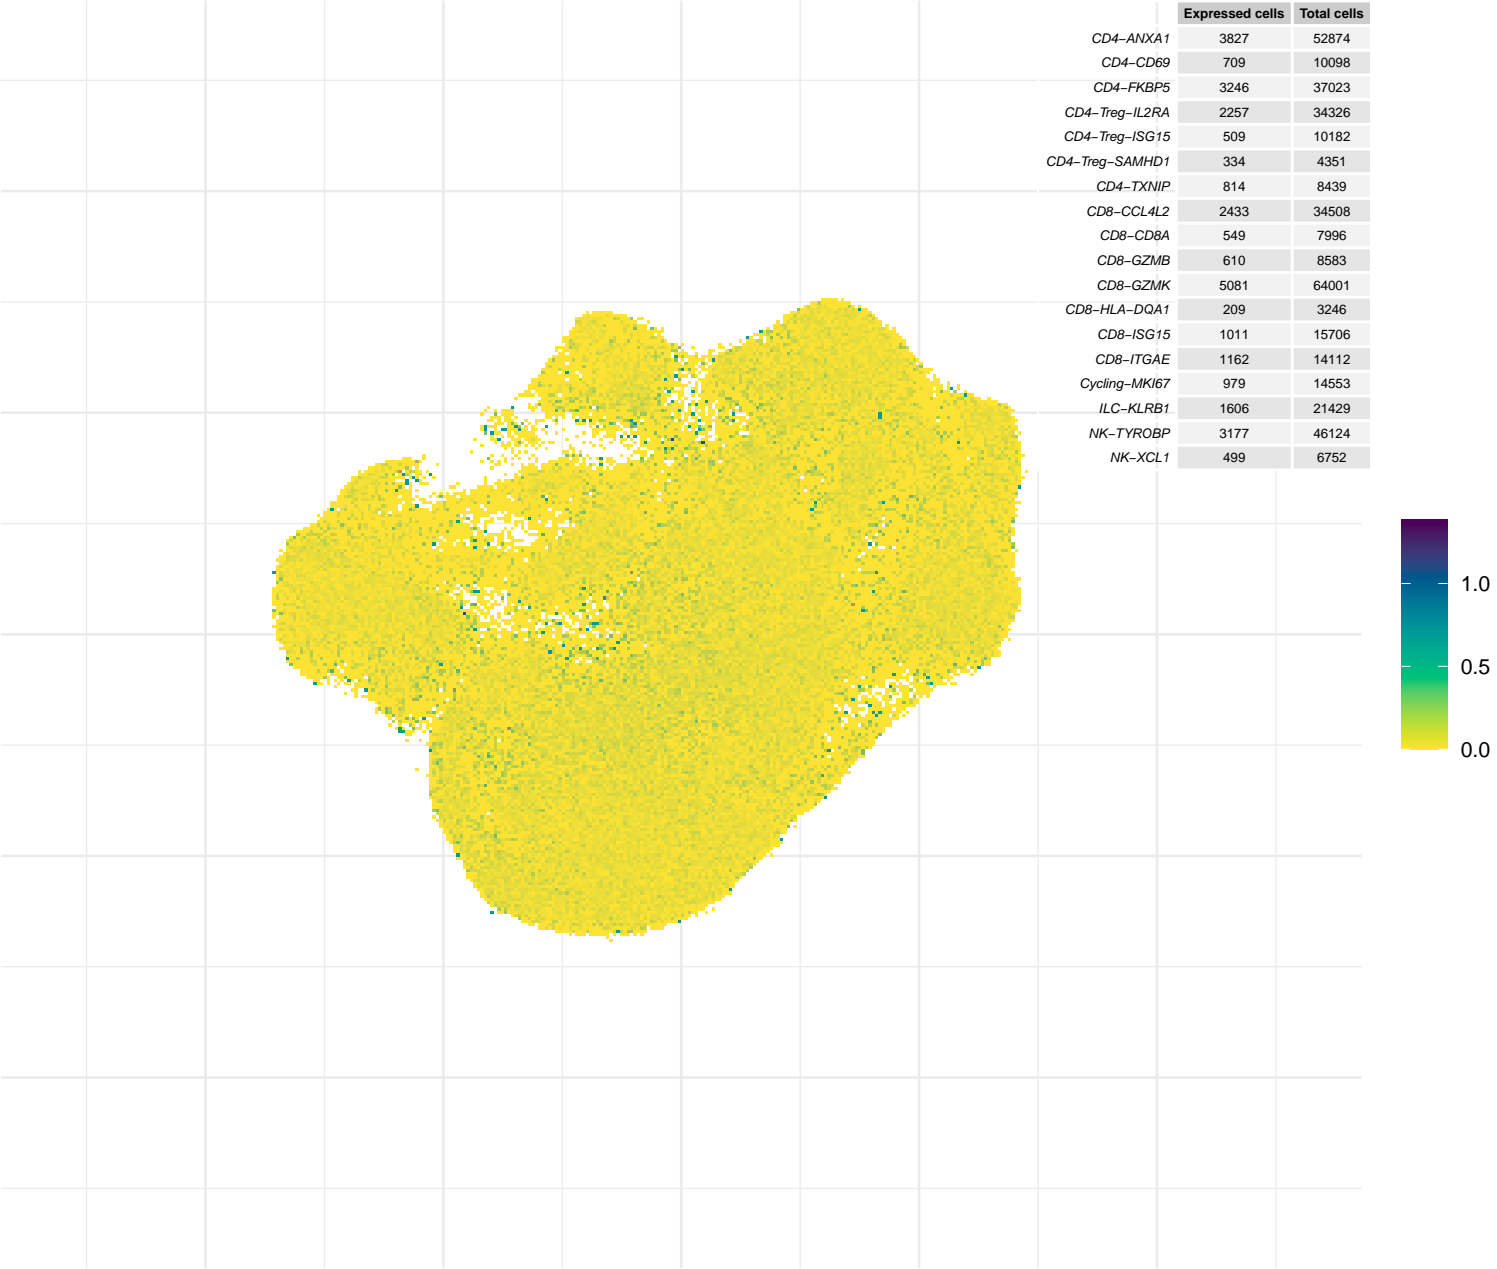 Expressed cells Total cells
CD4−ANXA1 3827 52874
CD4−CD69 709 10098
CD4−FKBP5 3246 37023
CD4−Treg−IL2RA 2257 34326
CD4−Treg−ISG15 509 10182
CD4−Treg−SAMHD1 334 4351
CD4−TXNIP 814 8439
CD8−CCL4L2 2433 34508
CD8−CD8A 549 7996
CD8−GZMB 610 8583
CD8−GZMK 5081 64001
CD8−HLA−DQA1 209 3246
CD8−ISG15 1011 15706
CD8−ITGAE 1162 14112
Cycling−MKI67 979 14553
ILC−KLRB1 1606 21429
NK−TYROBP 3177 46124
NK−XCL1 499 6752
1.0
0.5
0.0